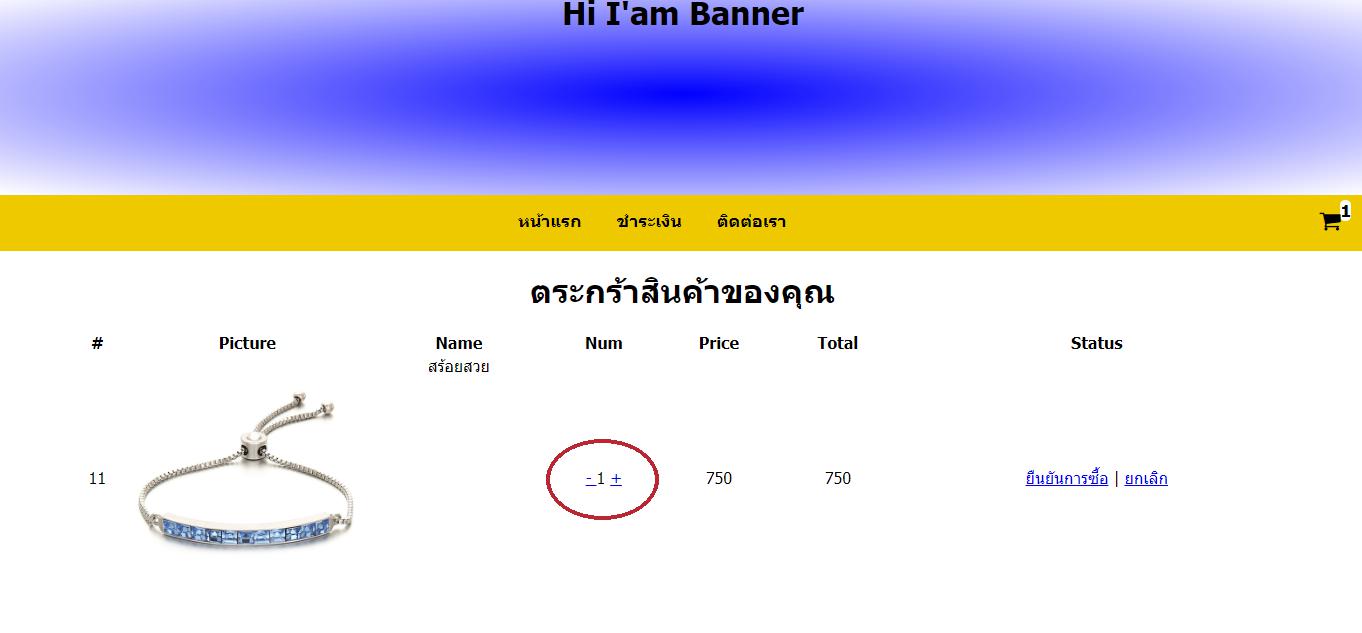 Hi I'am Banner
หน้าแรก ชำระเงิน ติดต่อเรา 1
ตระกร้าสินค้าของคุณ
# Picture Name Num Price Total Status
สร้อยสวย
11 - 1 + 750 750 ยืนยันการซื้อ | ยกเลิก